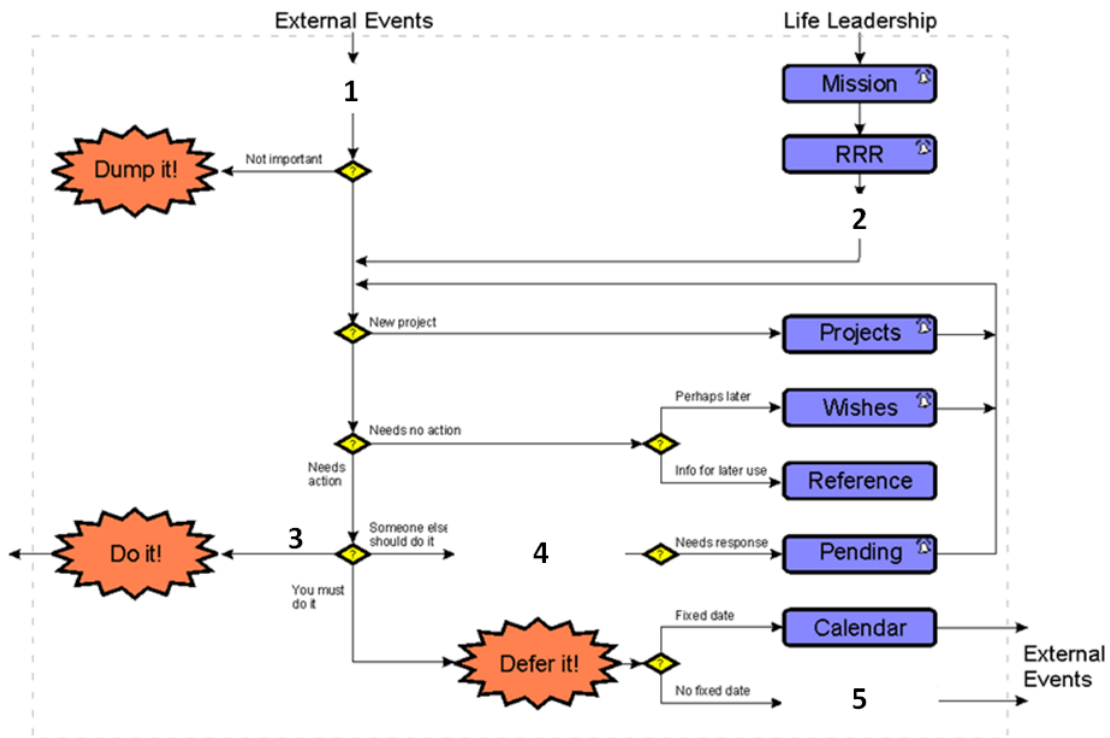 External Events
Life Leadership
1
Mission
RRR
Dump it!
Not important
?
2
?
New project
Projects
Perhaps later
Wishes
?
Needs no action
?
Needs
action
Info for later use
Reference
Do it!
3
?
Someone else
should do it
4
?
Needs response
Pending
You must
do it
Fixed date
Calendar
Defer it!
?
External
Events
No fixed date
5